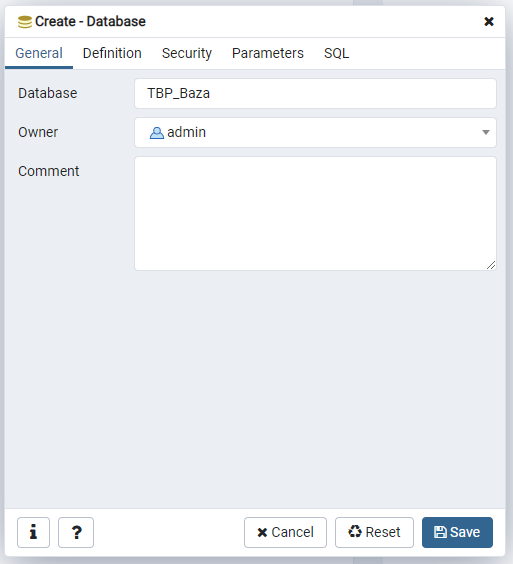 Create - Database
General Definition Security Parameters SQL
Database TBP_Baza
Owner admin
Comment
i ? Cancel Reset Save